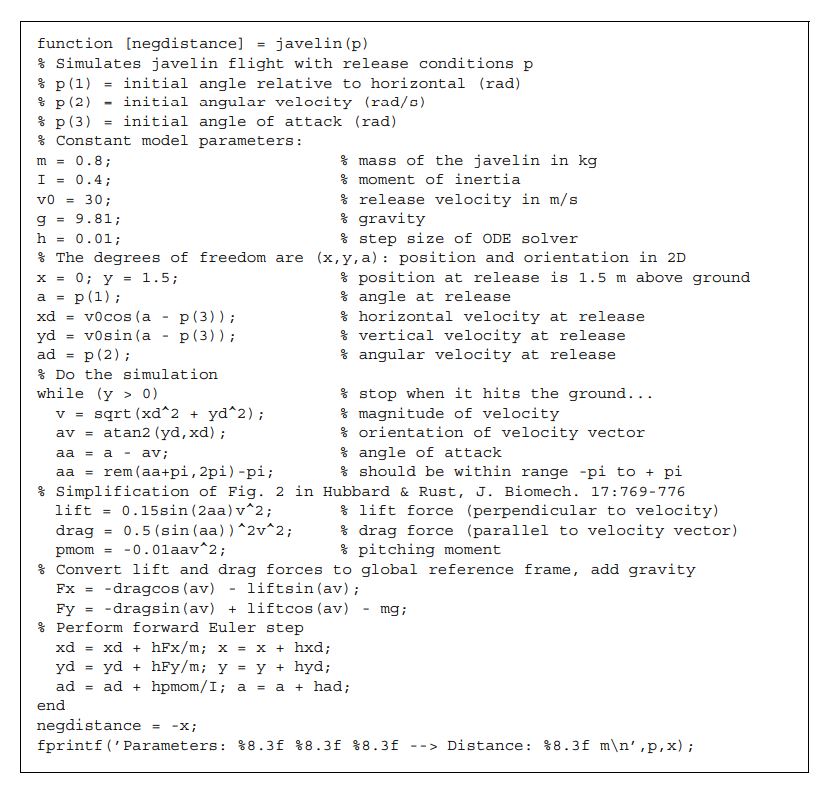 function [negdistance] = javelin(p)
% Simulates javelin flight with release conditions p
% p(1) = initial angle relative to horizontal (rad)
% p(2) = initial angular velocity (rad/s)
% p(3) = initial angle of attack (rad)
% Constant model parameters:
m = 0.8; % mass of the javelin in kg
I = 0.4; % moment of inertia
v0 = 30; % release velocity in m/s
g = 9.81; % gravity
h = 0.01; % step size of ODE solver
% The degrees of freedom are (x,y,a): position and orientation in 2D
x = 0; y = 1.5; % position at release is 1.5 m above ground
a = p(1); % angle at release
xd = v0cos(a - p(3)); % horizontal velocity at release
yd = v0sin(a - p(3)); % vertical velocity at release
ad = p(2); % angular velocity at release
% Do the simulation
while (y > 0) % stop when it hits the ground...
v = sqrt(xd^2 + yd^2); % magnitude of velocity
av = atan2(yd,xd); % orientation of velocity vector
aa = a - av; % angle of attack
aa = rem(aa+pi,2pi)-pi; % should be within range -pi to + pi
% Simplification of Fig. 2 in Hubbard & Rust, J. Biomech. 17:769-776
lift = 0.15sin(2aa)v^2; % lift force (perpendicular to velocity)
drag = 0.5(sin(aa))^2v^2; % drag force (parallel to velocity vector)
pmom = -0.01aav^2; % pitching moment
% Convert lift and drag forces to global reference frame, add gravity
Fx = -dragcos(av) - liftsin(av);
Fy = -dragsin(av) + liftcos(av) - mg;
% Perform forward Euler step
xd = xd + hFx/m; x = x + hxd;
yd = yd + hFy/m; y = y + hyd;
ad = ad + hpmom/I; a = a + had;
end
negdistance = -x;
fprintf('Parameters: %8.3f %8.3f %8.3f --> Distance: %8.3f m\n',p,x);